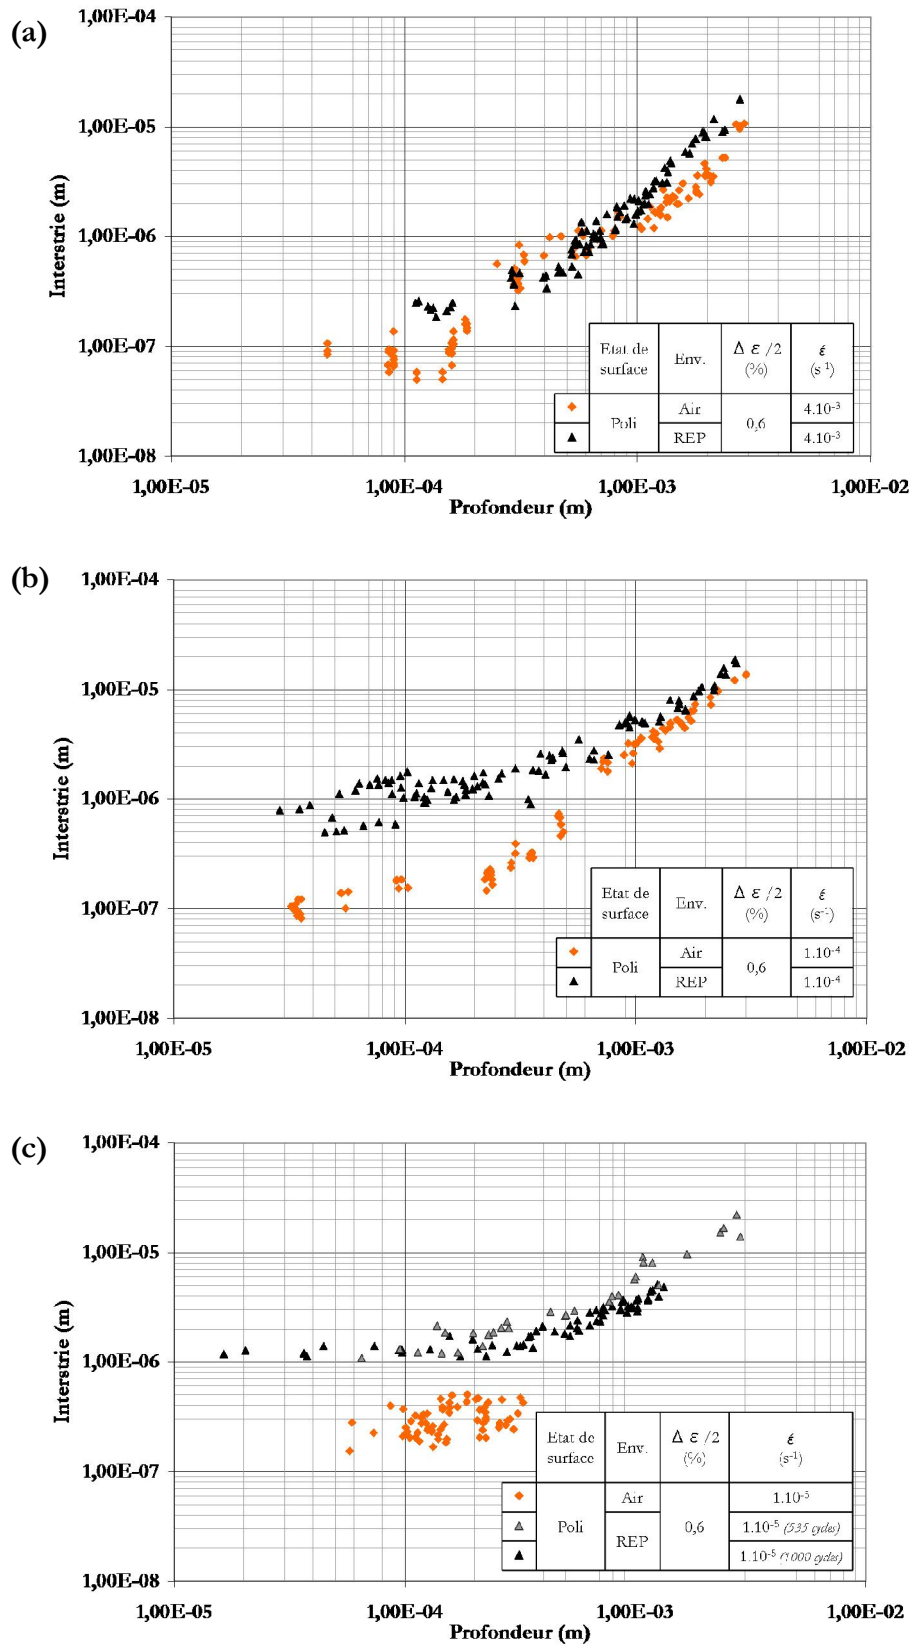 (a)
1,00E-04
1,00E-05
1,00E-06
1,00E-07
1,00E-08
Interstrie (m)
1,00E-05 1,00E-04 1,00E-03 1,00E-02
Profondeur (m)
Etat de surface Env. Δ ε /2 (%) ε̇ (s-1)
Poli Air 0,6 4.10-3
REP 4.10-3
(b)
1,00E-04
1,00E-05
1,00E-06
1,00E-07
1,00E-08
Interstrie (m)
1,00E-05 1,00E-04 1,00E-03 1,00E-02
Profondeur (m)
Etat de surface Env. Δ ε /2 (%) ε̇ (s-1)
Poli Air 0,6 1.10-4
REP 1.10-4
(c)
1,00E-04
1,00E-05
1,00E-06
1,00E-07
1,00E-08
Interstrie (m)
1,00E-05 1,00E-04 1,00E-03 1,00E-02
Profondeur (m)
Etat de surface Env. Δ ε /2 (%) ε̇ (s-1)
Poli Air 0,6 1.10-5
REP 1.10-5 (535 cycles)
1.10-5 (1000 cycles)